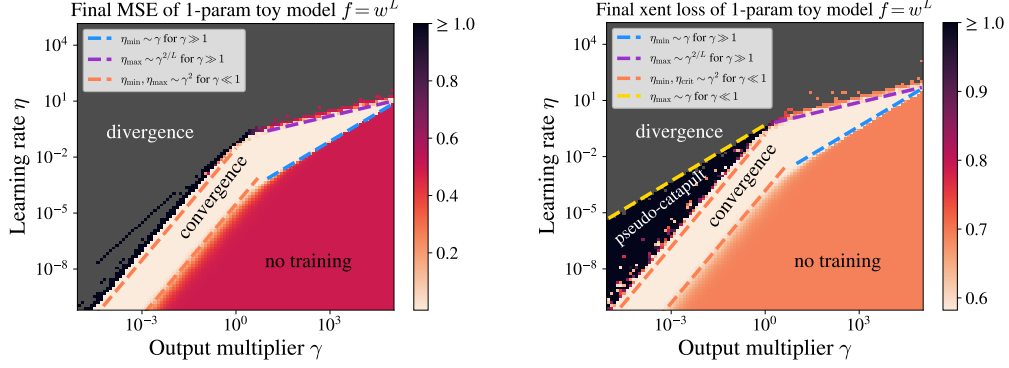 Final MSE of 1-param toy model f = w^L
η_min ∼ γ for γ ≫ 1
η_max ∼ γ^{2/L} for γ ≫ 1
η_min, η_max ∼ γ^2 for γ ≪ 1
divergence
convergence
no training
10^4
10^1
10^{-2}
10^{-5}
10^{-8}
Learning rate η
10^{-3}
10^0
10^3
Output multiplier γ
≥ 1.0
0.8
0.6
0.4
0.2
Final xent loss of 1-param toy model f = w^L
η_min ∼ γ for γ ≫ 1
η_max ∼ γ^{2/L} for γ ≫ 1
η_min, η_crit ∼ γ^2 for γ ≪ 1
η_max ∼ γ for γ ≪ 1
divergence
pseudo-catapult
convergence
no training
10^4
10^1
10^{-2}
10^{-5}
10^{-8}
Learning rate η
10^{-3}
10^0
10^3
Output multiplier γ
≥ 1.0
0.9
0.8
0.7
0.6